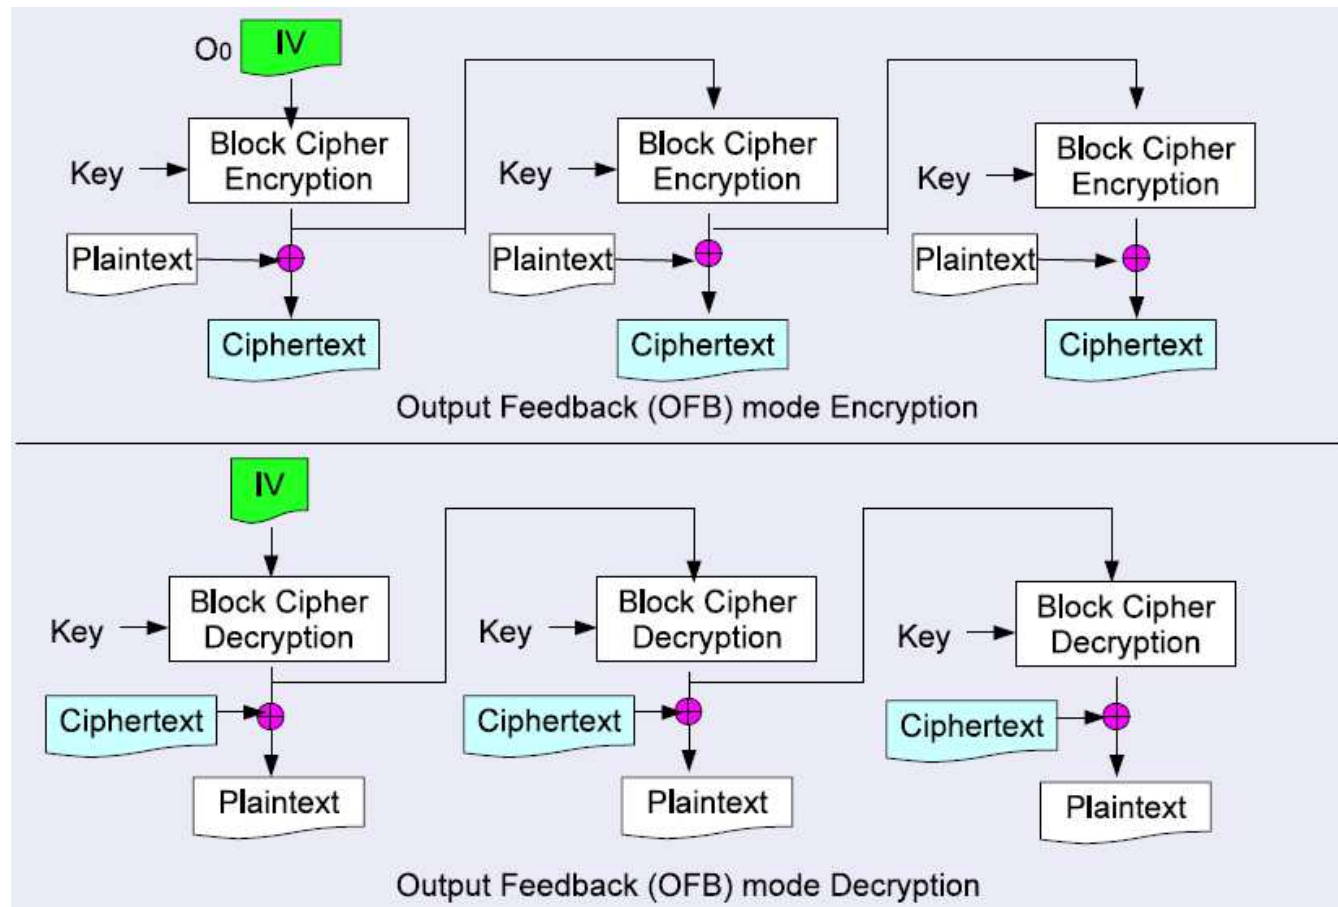 O0 IV
Block Cipher
Encryption
Key
Plaintext
Ciphertext
Block Cipher
Encryption
Key
Plaintext
Ciphertext
Block Cipher
Encryption
Key
Plaintext
Ciphertext
Output Feedback (OFB) mode Encryption
IV
Block Cipher
Decryption
Key
Ciphertext
Plaintext
Block Cipher
Decryption
Key
Ciphertext
Plaintext
Block Cipher
Decryption
Key
Ciphertext
Plaintext
Output Feedback (OFB) mode Decryption